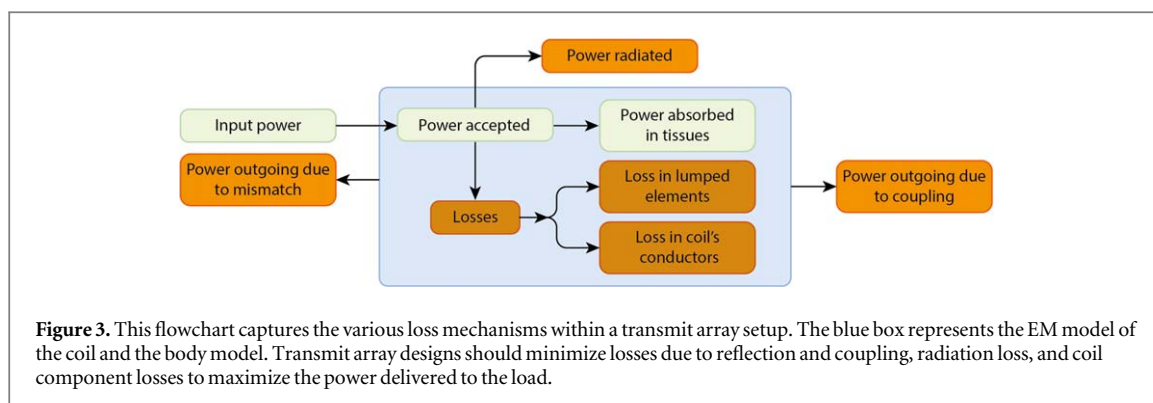 Power radiated
Input power
Power accepted
Power absorbed
in tissues
Power outgoing due
to mismatch
Losses
Loss in lumped
elements
Loss in coil's
conductors
Power outgoing due
to coupling
Figure 3. This flowchart captures the various loss mechanisms within a transmit array setup. The blue box represents the EM model of
the coil and the body model. Transmit array designs should minimize losses due to reflection and coupling, radiation loss, and coil
component losses to maximize the power delivered to the load.